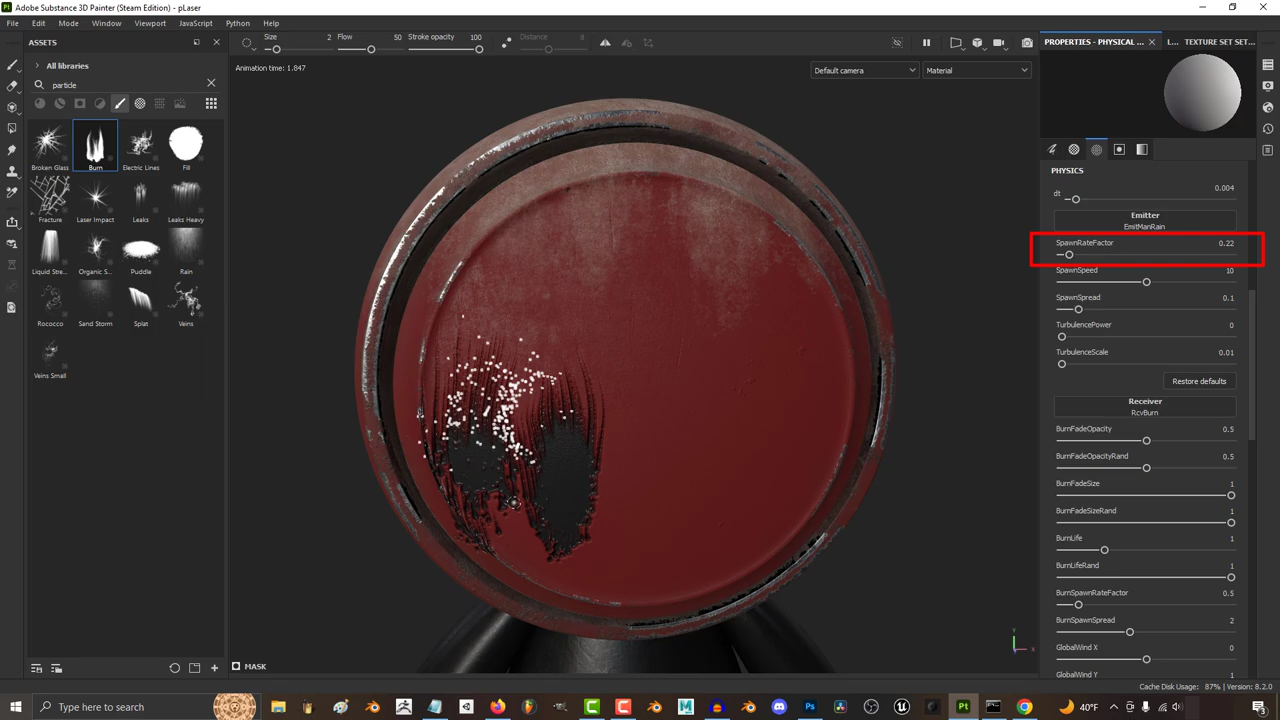 Pt Adobe Substance 3D Painter (Steam Edition) - pLaser
File Edit Mode Window Viewport JavaScript Python Help
ASSETS
Size 2 Flow 50 Stroke opacity 100 Distance 8
PROPERTIES - PHYSICAL ... L... TEXTURE SET SET...
All libraries
particle
Animation time: 1.847
Default camera
Material
Broken Glass Burn Electric Lines Fill
Fracture Laser Impact Leaks Leaks Heavy
Liquid Stre... Organic S... Puddle Rain
Rococco Sand Storm Splat Veins
Veins Small
PHYSICS
dt 0.004
Emitter
EmitManRain
SpawnRateFactor 0.22
SpawnSpeed 10
SpawnSpread 0.1
TurbulencePower 0
TurbulenceScale 0.01
Restore defaults
Receiver
RcvBurn
BurnFadeOpacity 0.5
BurnFadeOpacityRand 0.5
BurnFadeSize 1
BurnFadeSizeRand 1
BurnLife 1
BurnLifeRand 1
BurnSpawnRateFactor 0.5
BurnSpawnSpread 2
GlobalWind X 0
GlobalWind Y 1
MASK
Cache Disk Usage: 87% | Version: 8.2.0
Type here to search
Ps
Pt
40°F